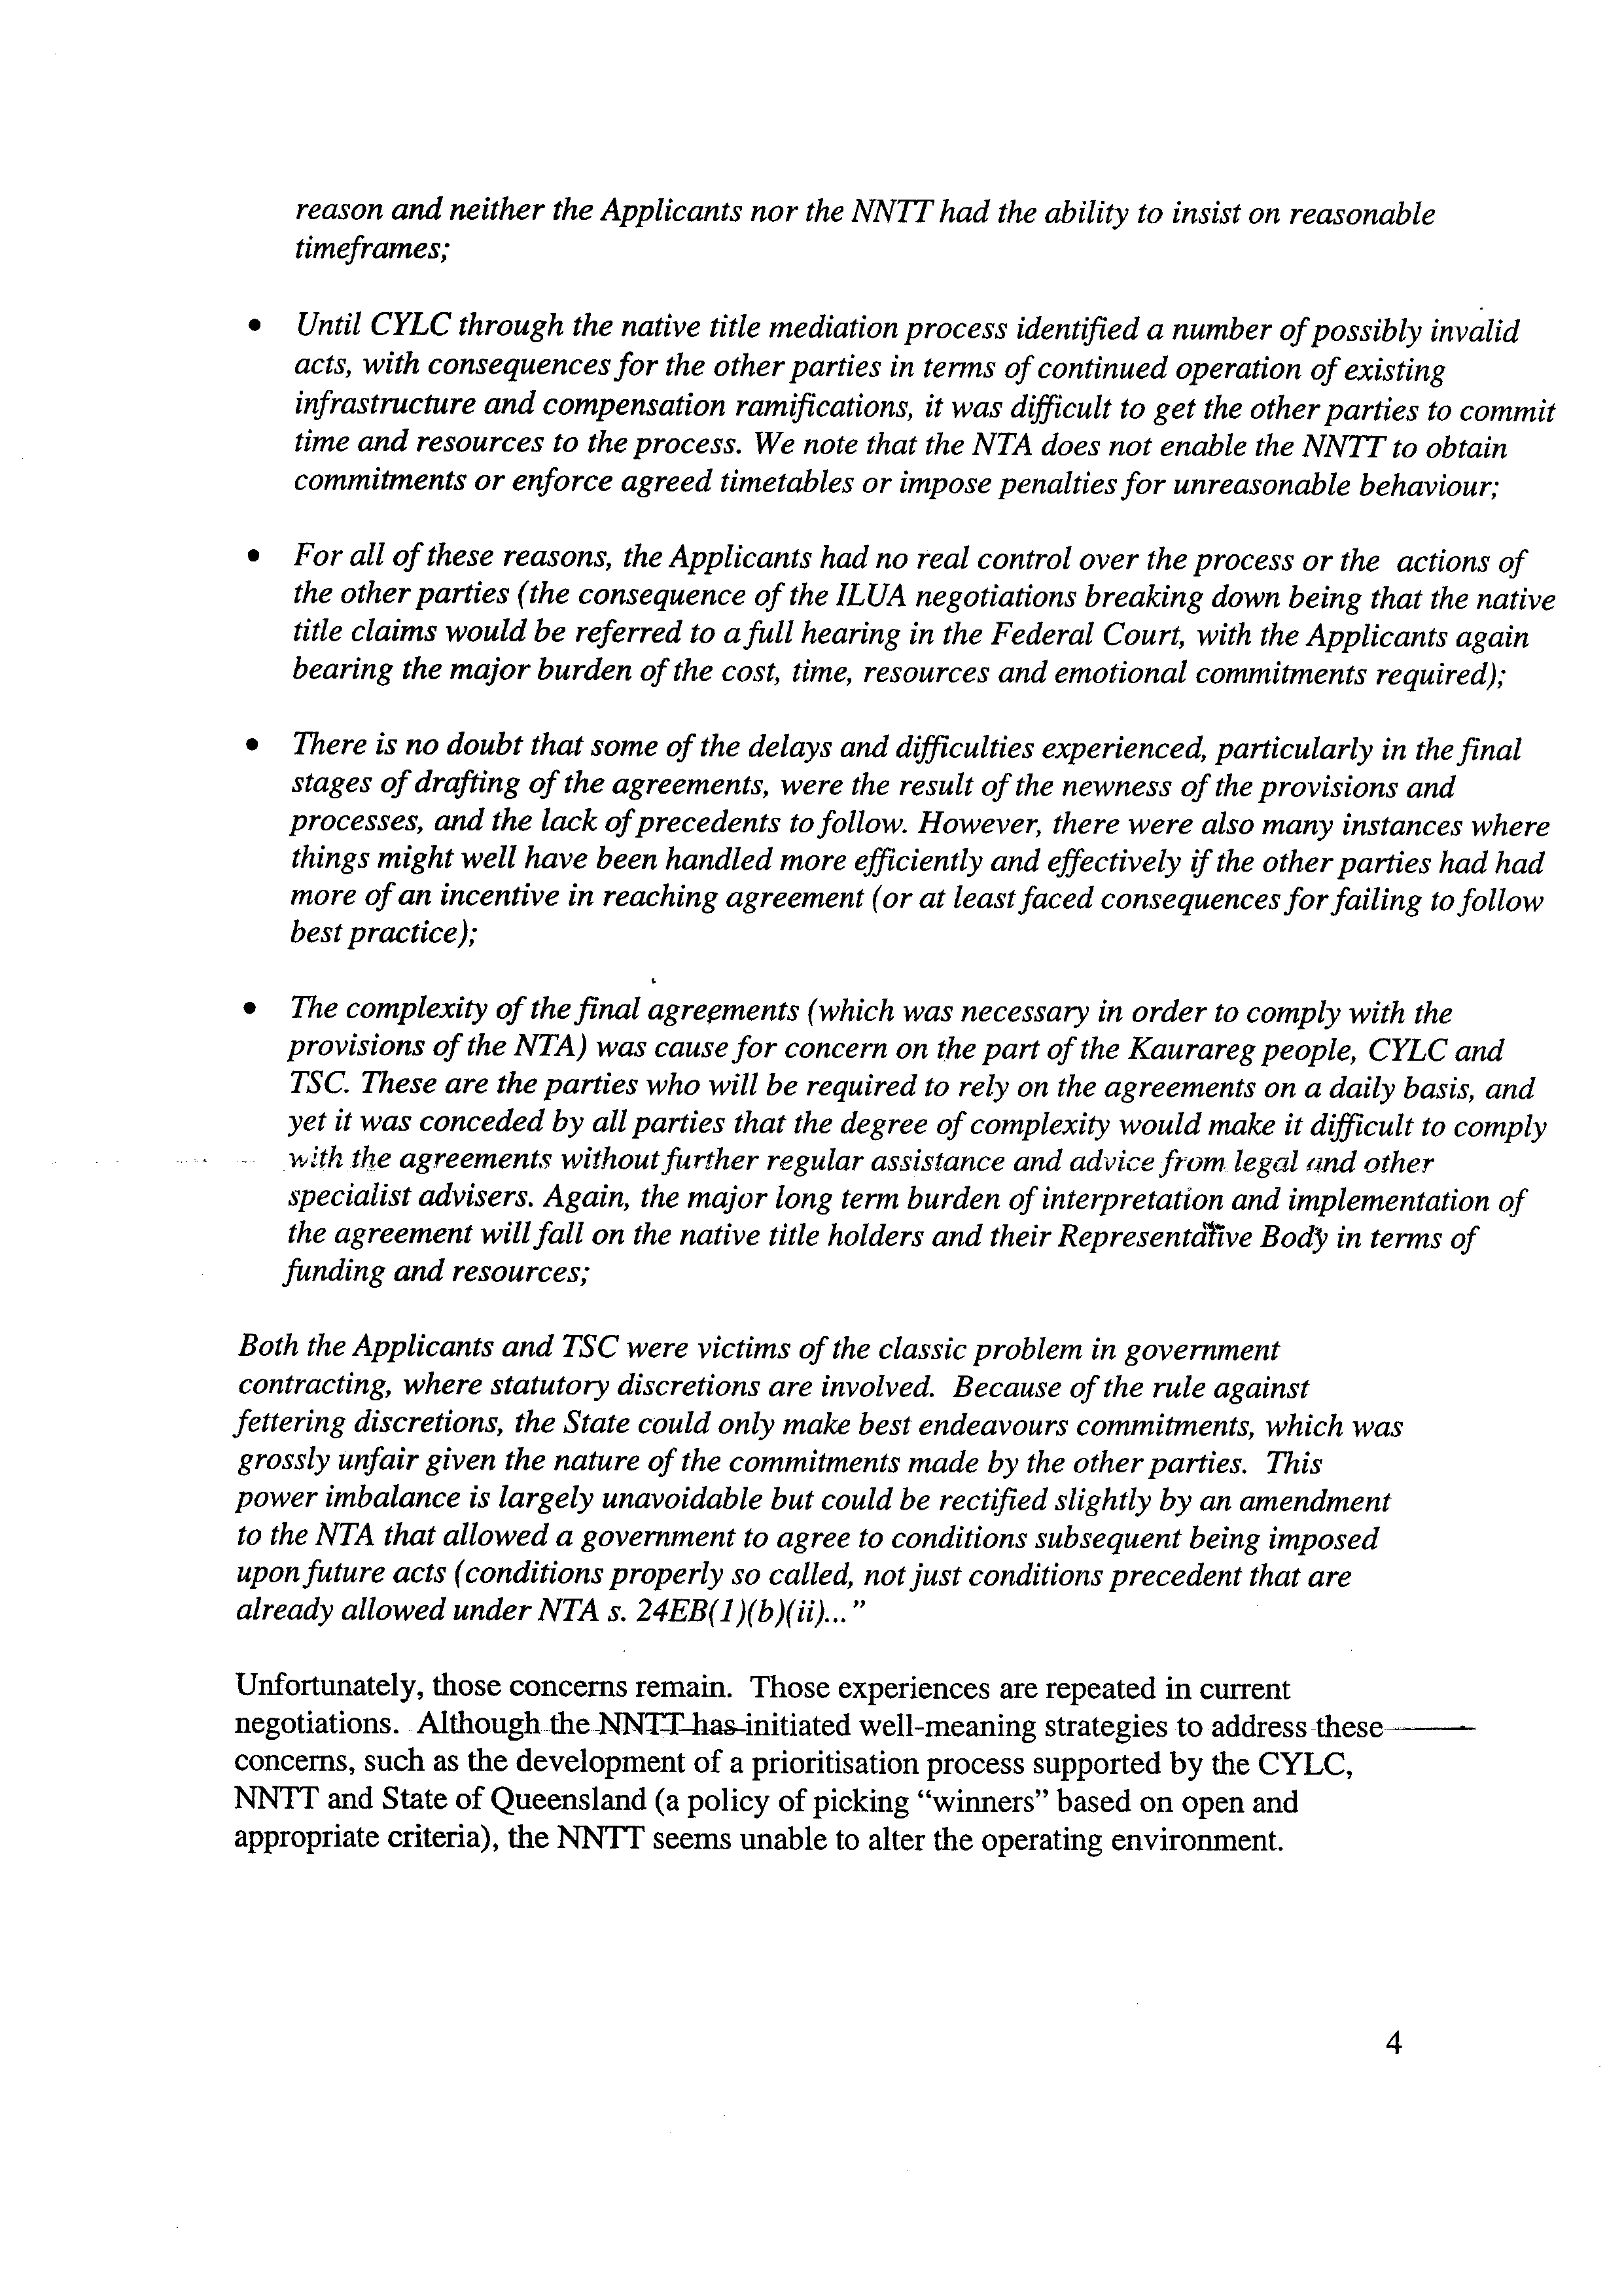 reason and neither the Applicants nor the NNTT had the ability to insist on reasonable
timeframes;
• Until CYLC through the native title mediation process identified a number of possibly invalid
acts, with consequences for the other parties in terms of continued operation of existing
infrastructure and compensation ramifications, it was difficult to get the other parties to commit
time and resources to the process. We note that the NTA does not enable the NNTT to obtain
commitments or enforce agreed timetables or impose penalties for unreasonable behaviour;
• For all of these reasons, the Applicants had no real control over the process or the actions of
the other parties (the consequence of the ILUA negotiations breaking down being that the native
title claims would be referred to a full hearing in the Federal Court, with the Applicants again
bearing the major burden of the cost, time, resources and emotional commitments required);
• There is no doubt that some of the delays and difficulties experienced, particularly in the final
stages of drafting of the agreements, were the result of the newness of the provisions and
processes, and the lack of precedents to follow. However, there were also many instances where
things might well have been handled more efficiently and effectively if the other parties had had
more of an incentive in reaching agreement (or at least faced consequences for failing to follow
best practice);
• The complexity of the final agreements (which was necessary in order to comply with the
provisions of the NTA) was cause for concern on the part of the Kaurareg people, CYLC and
TSC. These are the parties who will be required to rely on the agreements on a daily basis, and
yet it was conceded by all parties that the degree of complexity would make it difficult to comply
with the agreements without further regular assistance and advice from legal and other
specialist advisers. Again, the major long term burden of interpretation and implementation of
the agreement will fall on the native title holders and their Representative Body in terms of
funding and resources;
Both the Applicants and TSC were victims of the classic problem in government
contracting, where statutory discretions are involved. Because of the rule against
fettering discretions, the State could only make best endeavours commitments, which was
grossly unfair given the nature of the commitments made by the other parties. This
power imbalance is largely unavoidable but could be rectified slightly by an amendment
to the NTA that allowed a government to agree to conditions subsequent being imposed
upon future acts (conditions properly so called, not just conditions precedent that are
already allowed under NTA s. 24EB(1)(b)(ii)..."
Unfortunately, those concerns remain. Those experiences are repeated in current
negotiations. Although the NNTT has initiated well-meaning strategies to address these
concerns, such as the development of a prioritisation process supported by the CYLC,
NNTT and State of Queensland (a policy of picking “winners” based on open and
appropriate criteria), the NNTT seems unable to alter the operating environment.
4